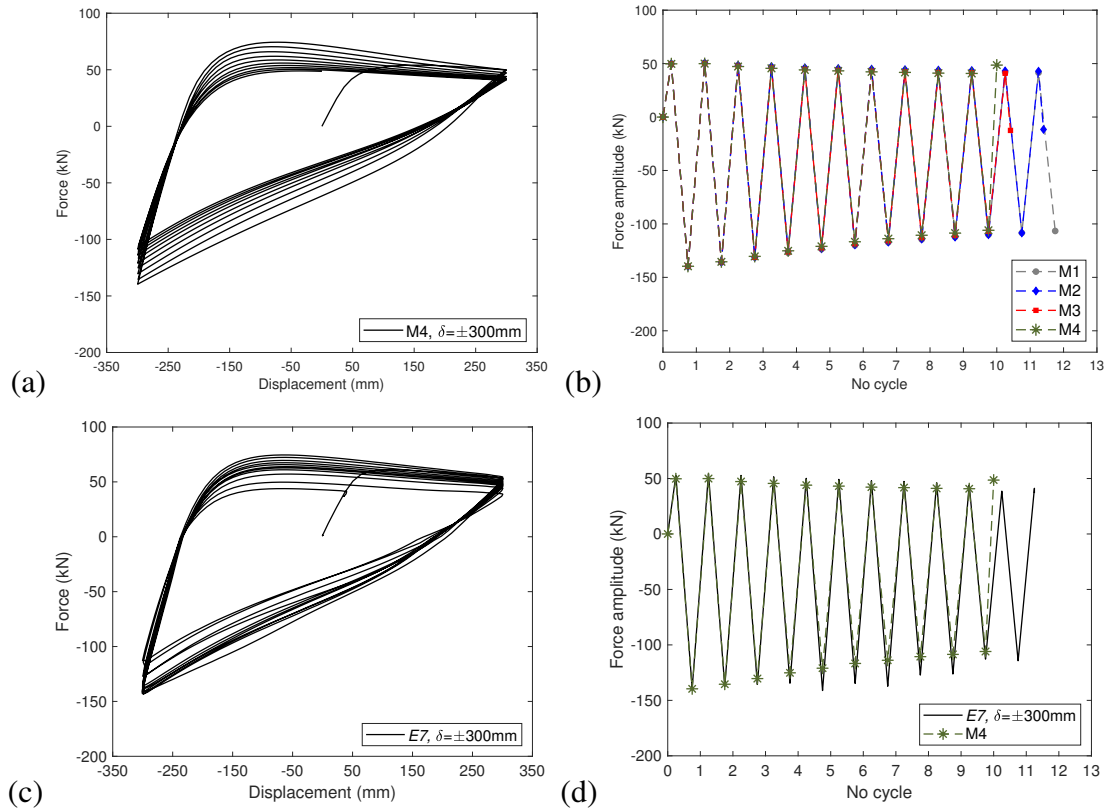 100
50
0
-50
-100
-150
-200
Force (kN)
-350 -250 -150 -50 50 150 250 350
Displacement (mm)
M4, δ=±300mm
(a)
100
50
0
-50
-100
-150
-200
Force amplitude (kN)
0 1 2 3 4 5 6 7 8 9 10 11 12 13
No cycle
M1
M2
M3
M4
(b)
100
50
0
-50
-100
-150
-200
Force (kN)
-350 -250 -150 -50 50 150 250 350
Displacement (mm)
E7, δ=±300mm
(c)
100
50
0
-50
-100
-150
-200
Force amplitude (kN)
0 1 2 3 4 5 6 7 8 9 10 11 12 13
No cycle
E7, δ=±300mm
M4
(d)